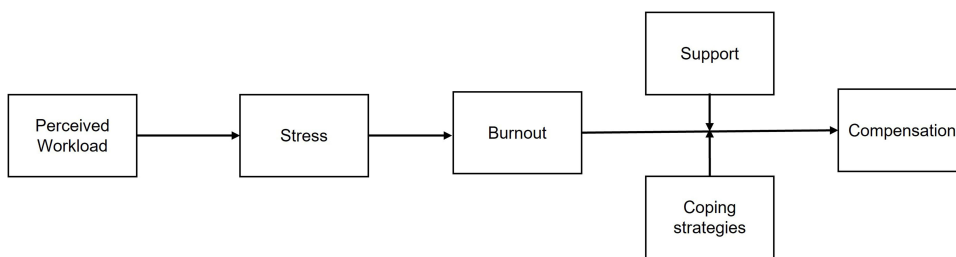 Support
Perceived
Workload
Stress
Burnout
Compensation
Coping
strategies